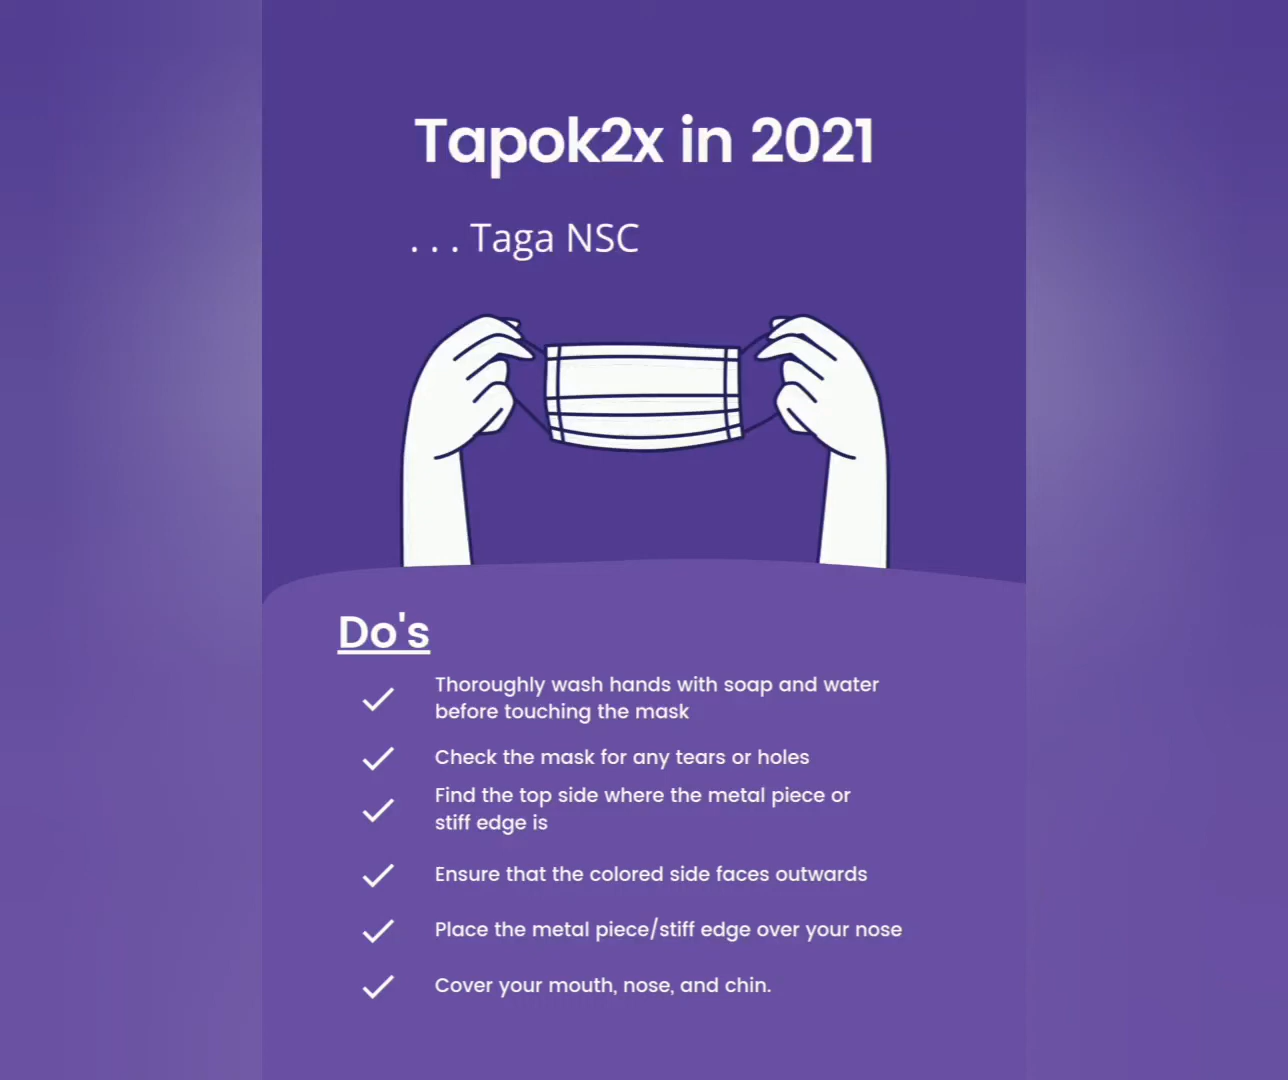 Tapok2x in 2021
. . . Taga NSC
Do's
Thoroughly wash hands with soap and water
before touching the mask
Check the mask for any tears or holes
Find the top side where the metal piece or
stiff edge is
Ensure that the colored side faces outwards
Place the metal piece/stiff edge over your nose
Cover your mouth, nose, and chin.